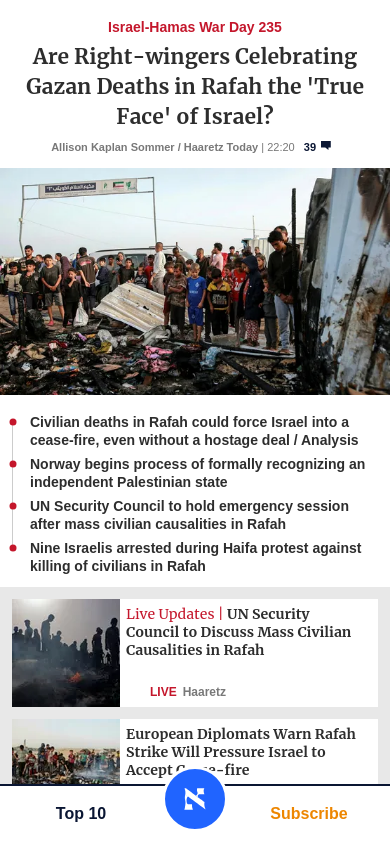 Israel-Hamas War Day 235
Are Right-wingers Celebrating
Gazan Deaths in Rafah the 'True
Face' of Israel?
Allison Kaplan Sommer / Haaretz Today | 22:20 39
Civilian deaths in Rafah could force Israel into a
cease-fire, even without a hostage deal / Analysis
Norway begins process of formally recognizing an
independent Palestinian state
UN Security Council to hold emergency session
after mass civilian causalities in Rafah
Nine Israelis arrested during Haifa protest against
killing of civilians in Rafah
Live Updates | UN Security
Council to Discuss Mass Civilian
Causalities in Rafah
LIVE Haaretz
European Diplomats Warn Rafah
Strike Will Pressure Israel to
Accept
Top 10
Subscribe